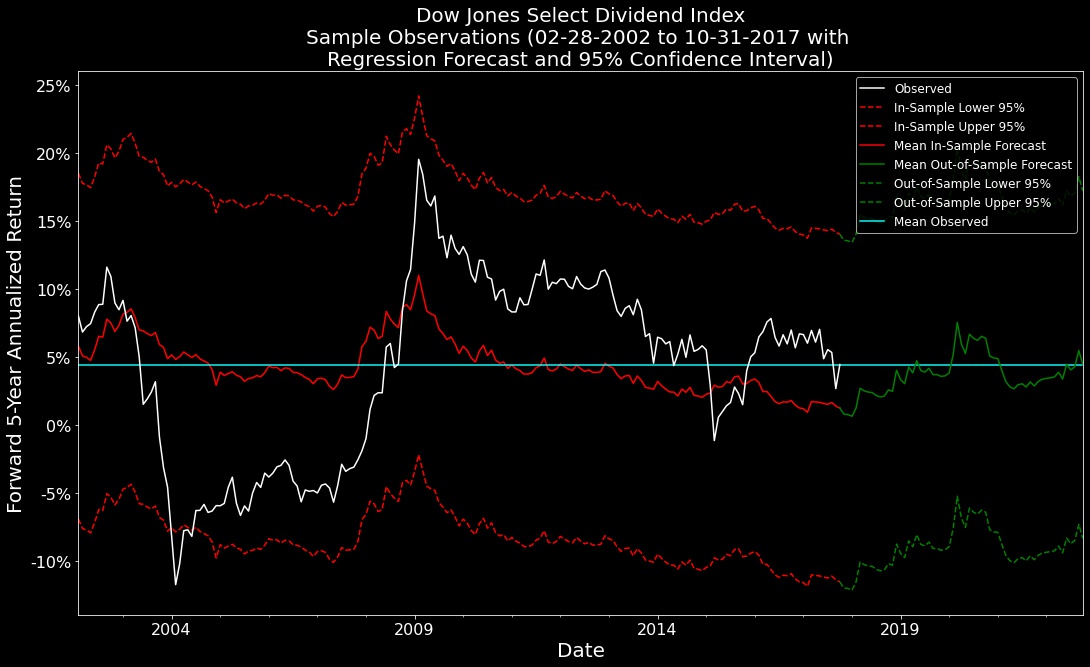 Dow Jones Select Dividend Index
Sample Observations (02-28-2002 to 10-31-2017 with
Regression Forecast and 95% Confidence Interval)
Forward 5-Year Annualized Return
25%
20%
15%
10%
5%
0%
-5%
-10%
Observed
In-Sample Lower 95%
In-Sample Upper 95%
Mean In-Sample Forecast
Mean Out-of-Sample Forecast
Out-of-Sample Lower 95%
Out-of-Sample Upper 95%
Mean Observed
2004
2009
2014
2019
Date